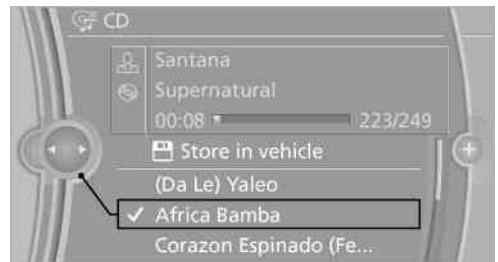 CD
Santana
Supernatural
00:08 223/249
Store in vehicle
(Da Le) Yaleo
Africa Bamba
Corazon Espinado (Fe...